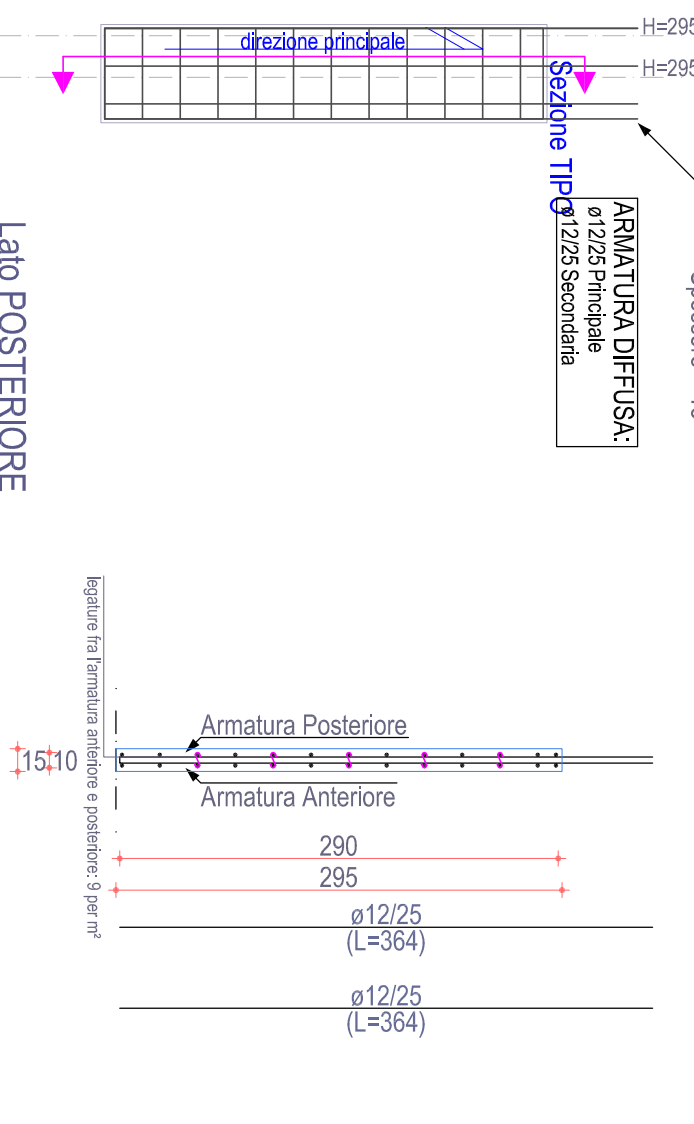 direzione principale
H=295
H=295
Sezione TIPO
ARMATURA DIFFUSA:
ø12/25 Principale
ø12/25 Secondaria
Lato POSTERIORE
legature fra l'armatura anteriore e posteriore: 9 per m²
Armatura Posteriore
15
10
Armatura Anteriore
290
295
ø12/25
(L=364)
ø12/25
(L=364)